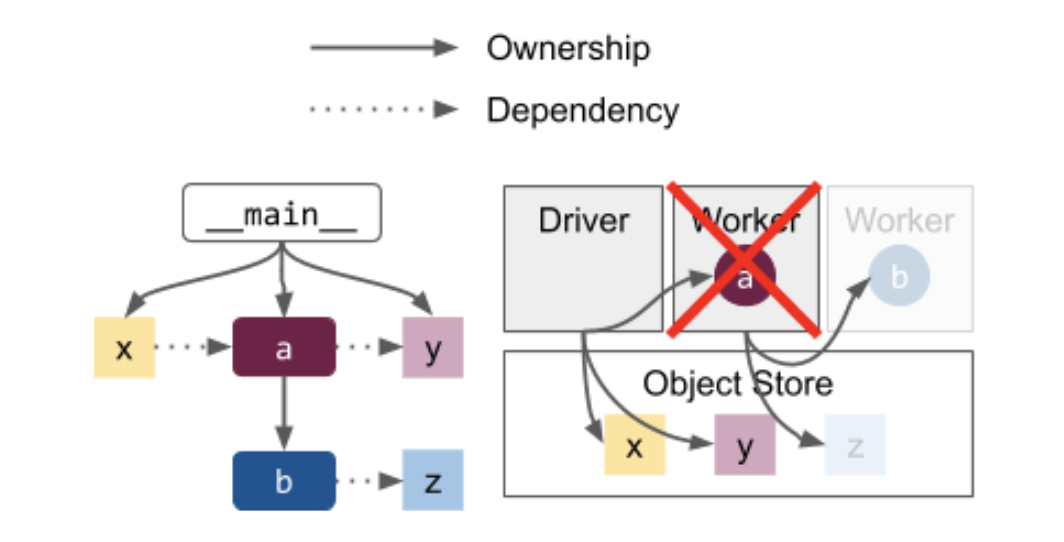 Ownership
Dependency
__main__
x
a
y
b
z
Driver
Worker
Worker
a
b
Object Store
x
y
z